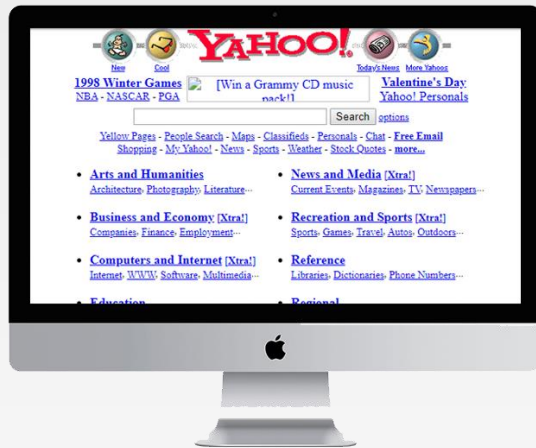 YAHOO!
New Cool Today's News More Yahoos
1998 Winter Games
NBA - NASCAR - PGA
[Win a Grammy CD music
pack!]
Valentine's Day
Yahoo! Personals
Search options
Yellow Pages - People Search - Maps - Classifieds - Personals - Chat - Free Email
Shopping - My Yahoo! - News - Sports - Weather - Stock Quotes - more...
• Arts and Humanities
Architecture, Photography, Literature...
• News and Media [Xtra!]
Current Events, Magazines, TV, Newspapers...
• Business and Economy [Xtra!]
Companies, Finance, Employment...
• Recreation and Sports [Xtra!]
Sports, Games, Travel, Autos, Outdoors...
• Computers and Internet [Xtra!]
Internet, WWW, Software, Multimedia...
• Reference
Libraries, Dictionaries, Phone Numbers...
• Education
• Regional